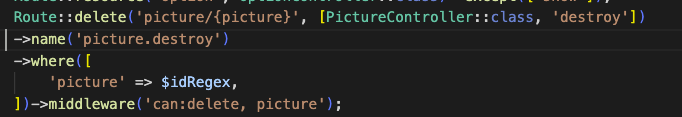 Route::delete('picture/{picture}', [PictureController::class, 'destroy'])
->name('picture.destroy')
->where([
    'picture' => $idRegex,
])->middleware('can:delete, picture');